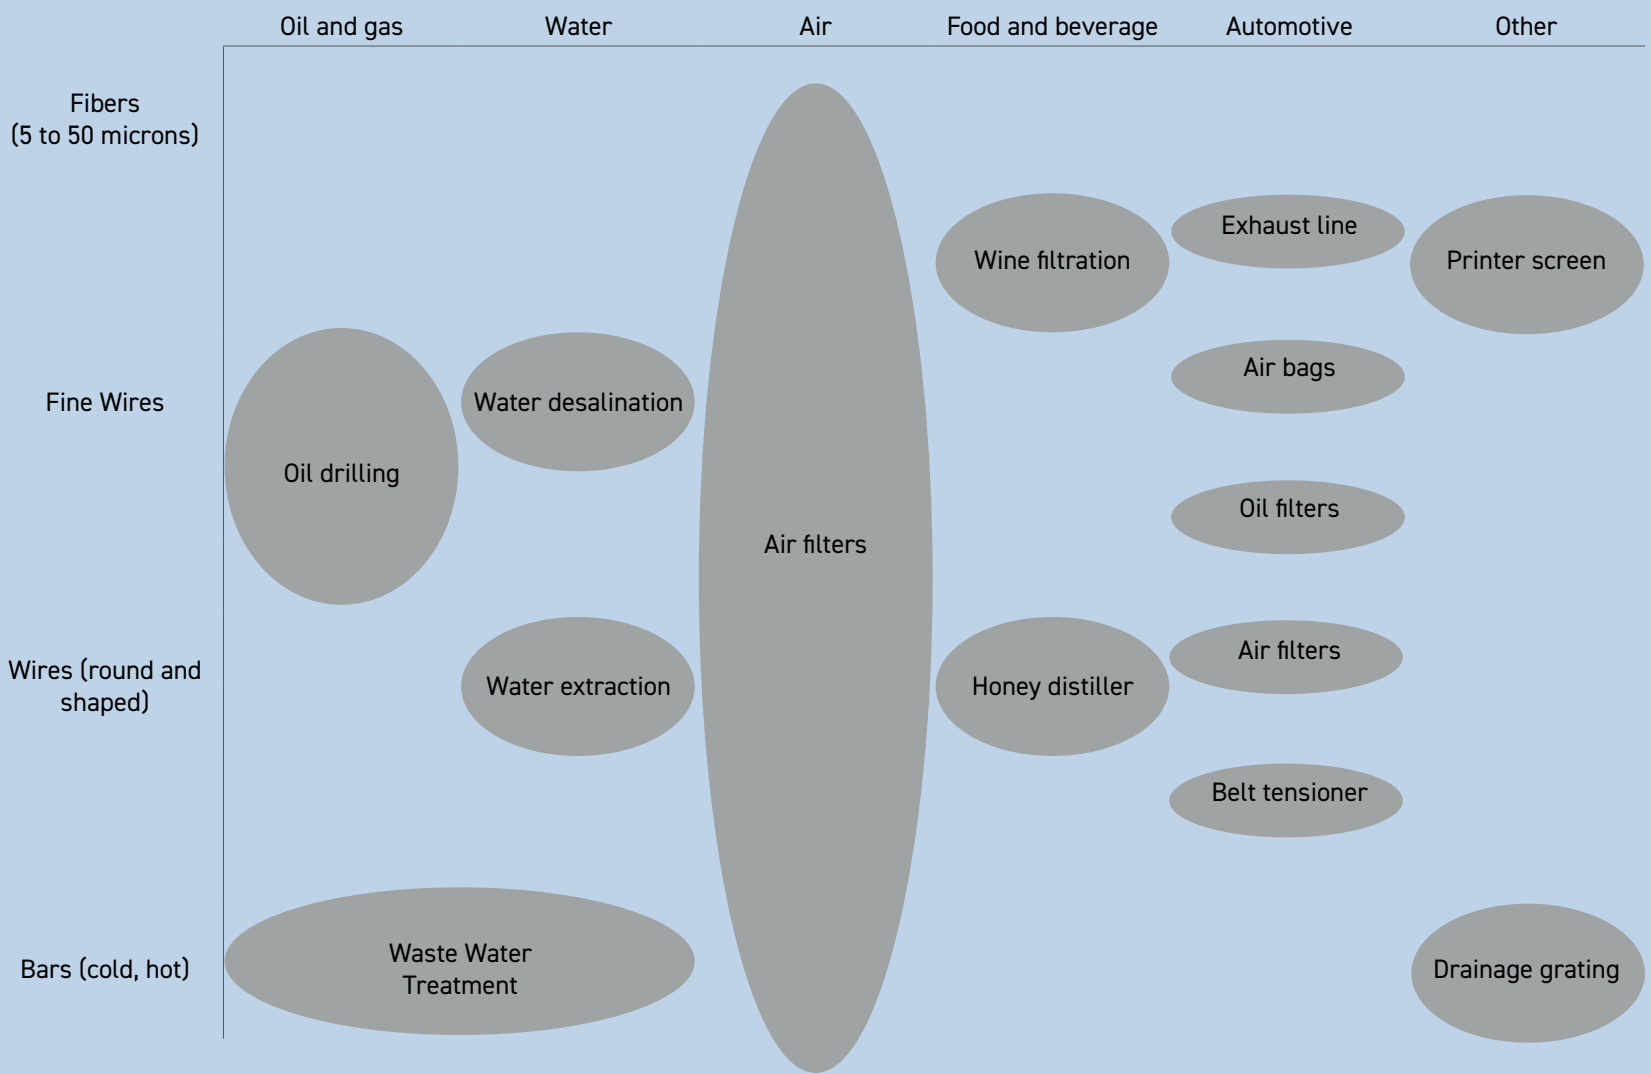 Oil and gas
Water
Air
Food and beverage
Automotive
Other
Fibers
(5 to 50 microns)
Exhaust line
Wine filtration
Printer screen
Air bags
Fine Wires
Water desalination
Oil drilling
Oil filters
Air filters
Air filters
Wires (round and
shaped)
Water extraction
Honey distiller
Belt tensioner
Bars (cold, hot)
Waste Water
Treatment
Drainage grating